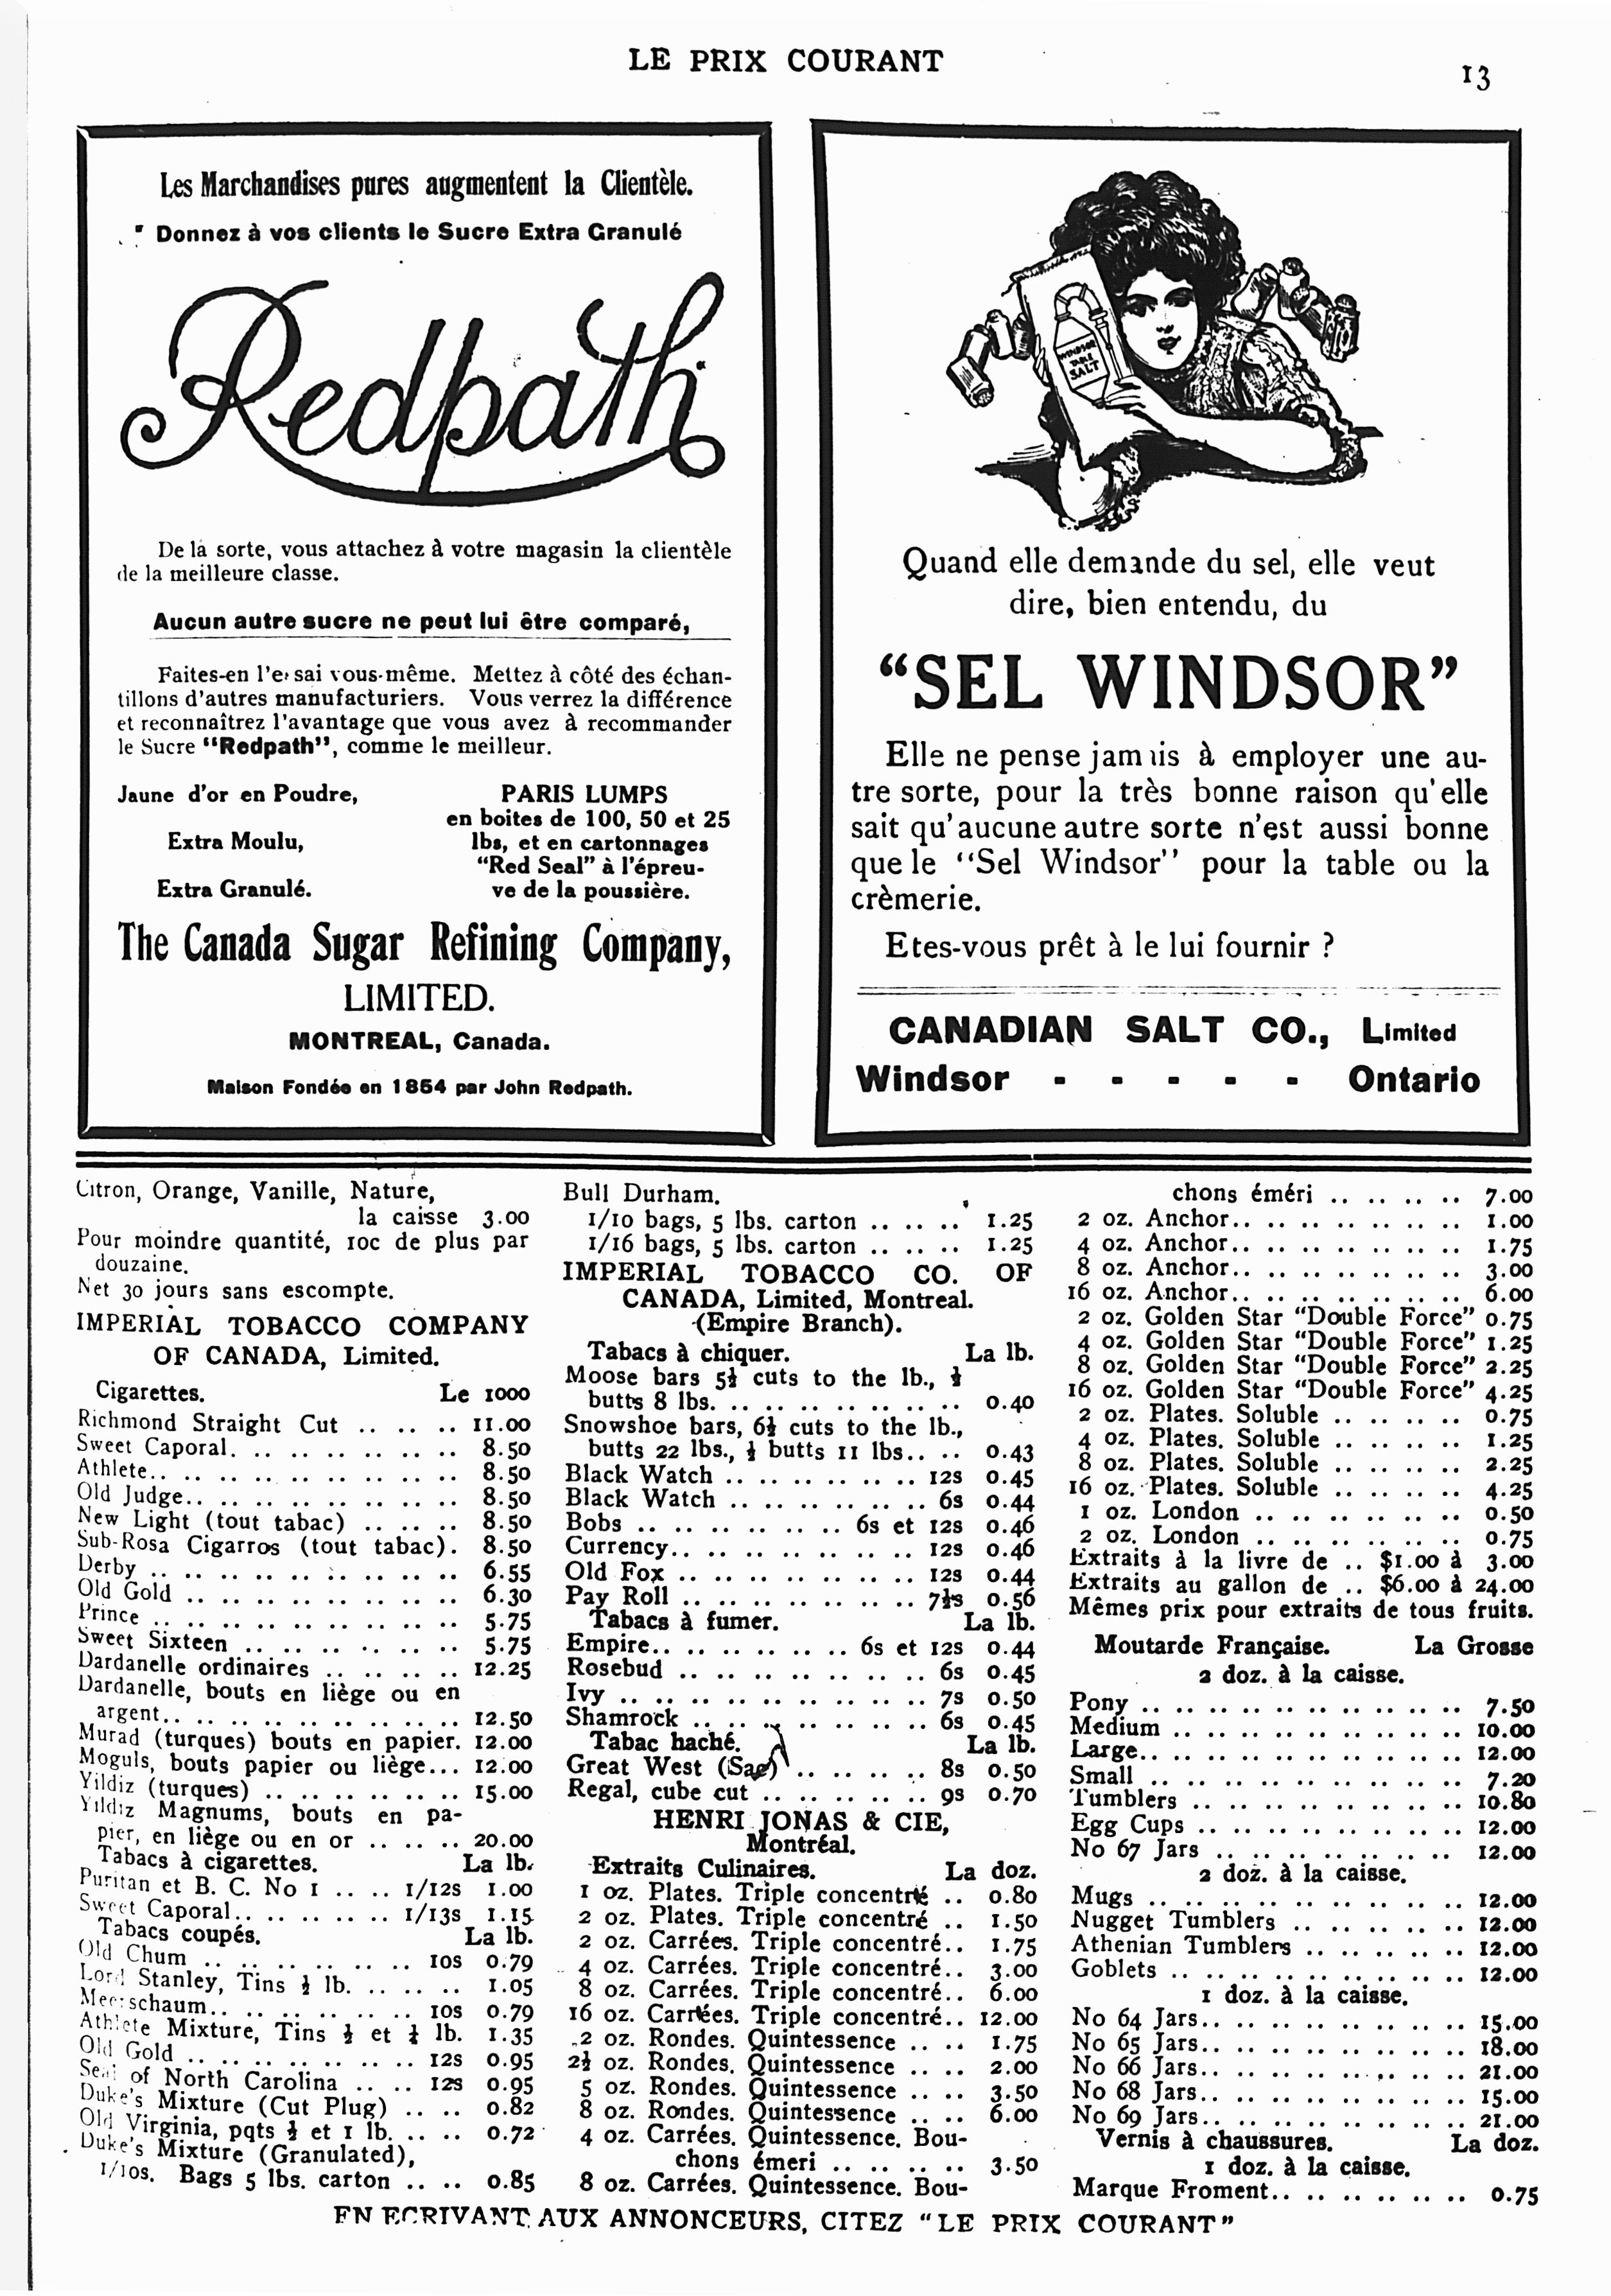 LE PRIX COURANT
13
Les Marchandises pures augmentent la Clientèle.
Donnez à vos clients le Sucre Extra Granulé
Redpath
De la sorte, vous attachez à votre magasin la clientèle
de la meilleure classe.
Aucun autre sucre ne peut lui être comparé,
Faites-en l'essai vous-même. Mettez à côté des échan-
tillons d'autres manufacturiers. Vous verrez la différence
et reconnaîtrez l'avantage que vous avez à recommander
le Sucre "Redpath", comme le meilleur.
Jaune d'or en Poudre,
Extra Moulu,
Extra Granulé.
PARIS LUMPS
en boites de 100, 50 et 25
lbs, et en cartonnages
"Red Seal" à l'épreu-
ve de la poussière.
The Canada Sugar Refining Company,
LIMITED.
MONTREAL, Canada.
Maison Fondée en 1854 par John Redpath.
WINDSOR
TABLE
SALT
Quand elle demande du sel, elle veut
dire, bien entendu, du
"SEL WINDSOR"
Elle ne pense jamais à employer une au-
tre sorte, pour la très bonne raison qu'elle
sait qu'aucune autre sorte n'est aussi bonne
que le "Sel Windsor" pour la table ou la
crèmerie.
Etes-vous prêt à le lui fournir ?
CANADIAN SALT CO., Limited
Windsor - - - - - Ontario
Citron, Orange, Vanille, Nature,
la caisse 3.00
Pour moindre quantité, 10c de plus par
douzaine.
Net 30 jours sans escompte.
IMPERIAL TOBACCO COMPANY
OF CANADA, Limited.
Cigarettes. Le 1000
Richmond Straight Cut .. .. .. 11.00
Sweet Caporal. .. .. .. .. .. .. 8.50
Athlete.. .. .. .. .. .. .. .. .. 8.50
Old Judge.. .. .. .. .. .. .. .. 8.50
New Light (tout tabac) .. .. .. 8.50
Sub-Rosa Cigarros (tout tabac). 8.50
Derby .. .. .. .. .. .. .. .. .. 6.55
Old Gold .. .. .. .. .. .. .. .. 6.30
Prince .. .. .. .. .. .. .. .. .. 5.75
Sweet Sixteen .. .. .. .. .. .. 5.75
Dardanelle ordinaires .. .. .. .. 12.25
Dardanelle, bouts en liège ou en
argent.. .. .. .. .. .. .. .. .. 12.50
Murad (turques) bouts en papier. 12.00
Moguls, bouts papier ou liège... 12.00
Yildiz (turques) .. .. .. .. .. .. 15.00
Yildiz Magnums, bouts en pa-
pier, en liège ou en or .. .. .. 20.00
Tabacs à cigarettes. La lb.
Puritan et B. C. No 1 .. .. 1/12s 1.00
Sweet Caporal.. .. .. .. .. 1/13s 1.15
Tabacs coupés. La lb.
Old Chum .. .. .. .. .. .. 10s 0.79
Lord Stanley, Tins ½ lb. .. .. .. 1.05
Meerschaum.. .. .. .. .. .. 10s 0.79
Athlete Mixture, Tins ½ et ¼ lb. 1.35
Old Gold .. .. .. .. .. .. .. 12s 0.95
Seal of North Carolina .. .. 12s 0.95
Duke's Mixture (Cut Plug) .. .. 0.82
Old Virginia, pqts ½ et 1 lb. .. .. 0.72
Duke's Mixture (Granulated),
1/10s. Bags 5 lbs. carton .. .. 0.85
Bull Durham.
1/10 bags, 5 lbs. carton .. .. .. 1.25
1/16 bags, 5 lbs. carton .. .. .. 1.25
IMPERIAL TOBACCO CO. OF
CANADA, Limited, Montreal.
(Empire Branch).
Tabacs à chiquer. La lb.
Moose bars 5½ cuts to the lb., ½
butts 8 lbs. .. .. .. .. .. .. .. 0.40
Snowshoe bars, 6½ cuts to the lb.,
butts 22 lbs., ½ butts 11 lbs.. .. 0.43
Black Watch .. .. .. .. .. .. 12s 0.45
Black Watch .. .. .. .. .. .. 6s 0.44
Bobs .. .. .. .. .. .. 6s et 12s 0.46
Currency.. .. .. .. .. .. .. 12s 0.46
Old Fox .. .. .. .. .. .. .. 12s 0.44
Pay Roll .. .. .. .. .. .. .. 7½s 0.56
Tabacs à fumer. La lb.
Empire.. .. .. .. .. .. 6s et 12s 0.44
Rosebud .. .. .. .. .. .. .. 6s 0.45
Ivy .. .. .. .. .. .. .. .. .. 7s 0.50
Shamrock .. .. .. .. .. .. .. 6s 0.45
Tabac haché. La lb.
Great West (Sac) .. .. .. .. 8s 0.50
Regal, cube cut .. .. .. .. .. 9s 0.70
HENRI JONAS & CIE,
Montréal.
Extraits Culinaires. La doz.
1 oz. Plates. Triple concentré .. 0.80
2 oz. Plates. Triple concentré .. 1.50
2 oz. Carrées. Triple concentré.. 1.75
4 oz. Carrées. Triple concentré.. 3.00
8 oz. Carrées. Triple concentré.. 6.00
16 oz. Carrées. Triple concentré.. 12.00
2 oz. Rondes. Quintessence .. .. 1.75
2½ oz. Rondes. Quintessence .. .. 2.00
5 oz. Rondes. Quintessence .. .. 3.50
8 oz. Rondes. Quintessence .. .. 6.00
4 oz. Carrées. Quintessence. Bou-
chons émeri .. .. .. .. .. 3.50
8 oz. Carrées. Quintessence. Bou-
chons éméri .. .. .. .. .. 7.00
2 oz. Anchor.. .. .. .. .. .. .. 1.00
4 oz. Anchor.. .. .. .. .. .. .. 1.75
8 oz. Anchor.. .. .. .. .. .. .. 3.00
16 oz. Anchor.. .. .. .. .. .. .. 6.00
2 oz. Golden Star "Double Force" 0.75
4 oz. Golden Star "Double Force" 1.25
8 oz. Golden Star "Double Force" 2.25
16 oz. Golden Star "Double Force" 4.25
2 oz. Plates. Soluble .. .. .. .. 0.75
4 oz. Plates. Soluble .. .. .. .. 1.25
8 oz. Plates. Soluble .. .. .. .. 2.25
16 oz. Plates. Soluble .. .. .. .. 4.25
1 oz. London .. .. .. .. .. .. 0.50
2 oz. London .. .. .. .. .. .. 0.75
Extraits à la livre de .. $1.00 à 3.00
Extraits au gallon de .. $6.00 à 24.00
Mêmes prix pour extraits de tous fruits.
Moutarde Française. La Grosse
2 doz. à la caisse.
Pony .. .. .. .. .. .. .. .. .. 7.50
Medium .. .. .. .. .. .. .. .. 10.00
Large.. .. .. .. .. .. .. .. .. 12.00
Small .. .. .. .. .. .. .. .. .. 7.20
Tumblers .. .. .. .. .. .. .. .. 10.80
Egg Cups .. .. .. .. .. .. .. .. 12.00
No 67 Jars .. .. .. .. .. .. .. 12.00
2 doz. à la caisse.
Mugs .. .. .. .. .. .. .. .. .. 12.00
Nugget Tumblers .. .. .. .. .. 12.00
Athenian Tumblers .. .. .. .. .. 12.00
Goblets .. .. .. .. .. .. .. .. 12.00
1 doz. à la caisse.
No 64 Jars.. .. .. .. .. .. .. .. 15.00
No 65 Jars.. .. .. .. .. .. .. .. 18.00
No 66 Jars.. .. .. .. .. .. .. .. 21.00
No 68 Jars.. .. .. .. .. .. .. .. 15.00
No 69 Jars.. .. .. .. .. .. .. .. 21.00
Vernis à chaussures. La doz.
1 doz. à la caisse.
Marque Froment.. .. .. .. .. .. 0.75
EN ECRIVANT AUX ANNONCEURS, CITEZ "LE PRIX COURANT"